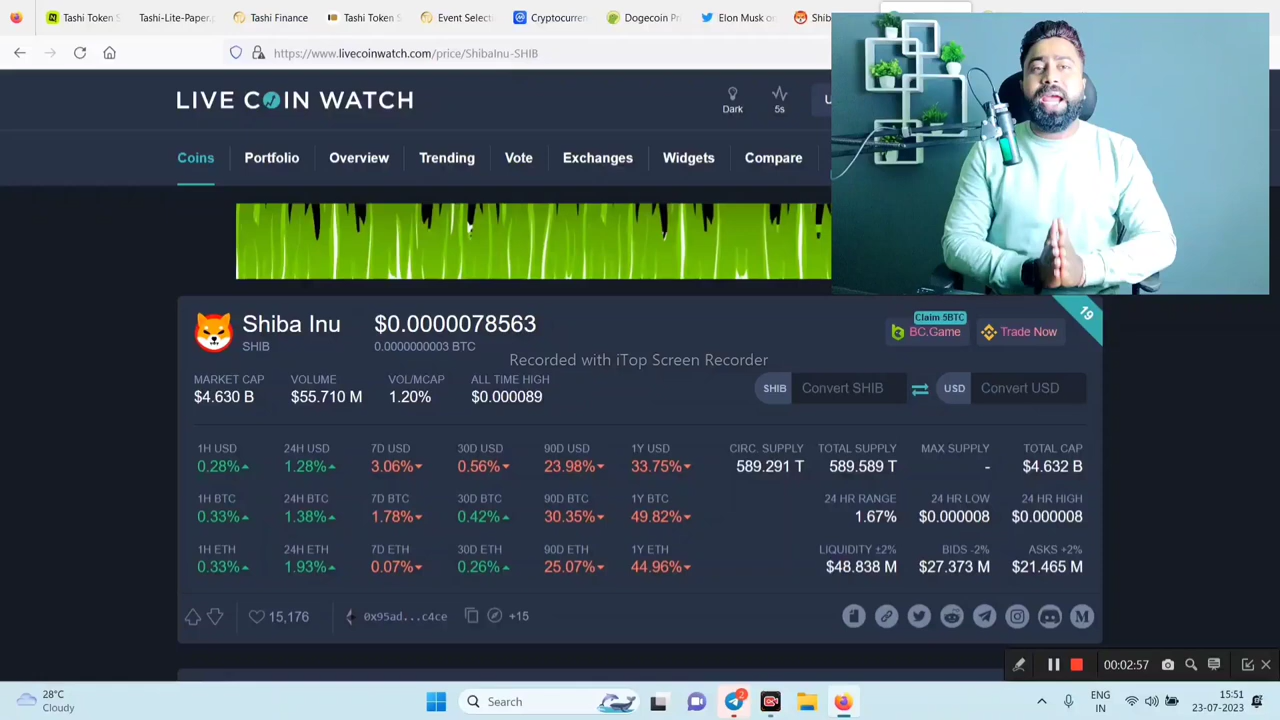 Tashi Token S
Tashi-Lite-Paper.
Tashi Finance
Tashi Token S
Event Selecti
Cryptocurren
Dogecoin Pr
Elon Musk on
Shib
https://www.livecoinwatch.com/price/ShibaInu-SHIB
LIVE COIN WATCH
Dark
5s
U
Coins
Portfolio
Overview
Trending
Vote
Exchanges
Widgets
Compare
19
Shiba Inu
SHIB
$0.0000078563
0.0000000003 BTC
Claim 5BTC
BC.Game
Trade Now
Recorded with iTop Screen Recorder
MARKET CAP VOLUME VOL/MCAP ALL TIME HIGH
$4.630 B $55.710 M 1.20% $0.000089
SHIB Convert SHIB USD Convert USD
1H USD 24H USD 7D USD 30D USD 90D USD 1Y USD CIRC. SUPPLY TOTAL SUPPLY MAX SUPPLY TOTAL CAP
0.28% 1.28% 3.06% 0.56% 23.98% 33.75% 589.291 T 589.589 T - $4.632 B
1H BTC 24H BTC 7D BTC 30D BTC 90D BTC 1Y BTC 24 HR RANGE 24 HR LOW 24 HR HIGH
0.33% 1.38% 1.78% 0.42% 30.35% 49.82% 1.67% $0.000008 $0.000008
1H ETH 24H ETH 7D ETH 30D ETH 90D ETH 1Y ETH LIQUIDITY ±2% BIDS -2% ASKS +2%
0.33% 1.93% 0.07% 0.26% 25.07% 44.96% $48.838 M $27.373 M $21.465 M
15,176 0x95ad...c4ce +15
00:02:57
28°C
Cloudy
Search
2
ENG
IN
15:51
23-07-2023